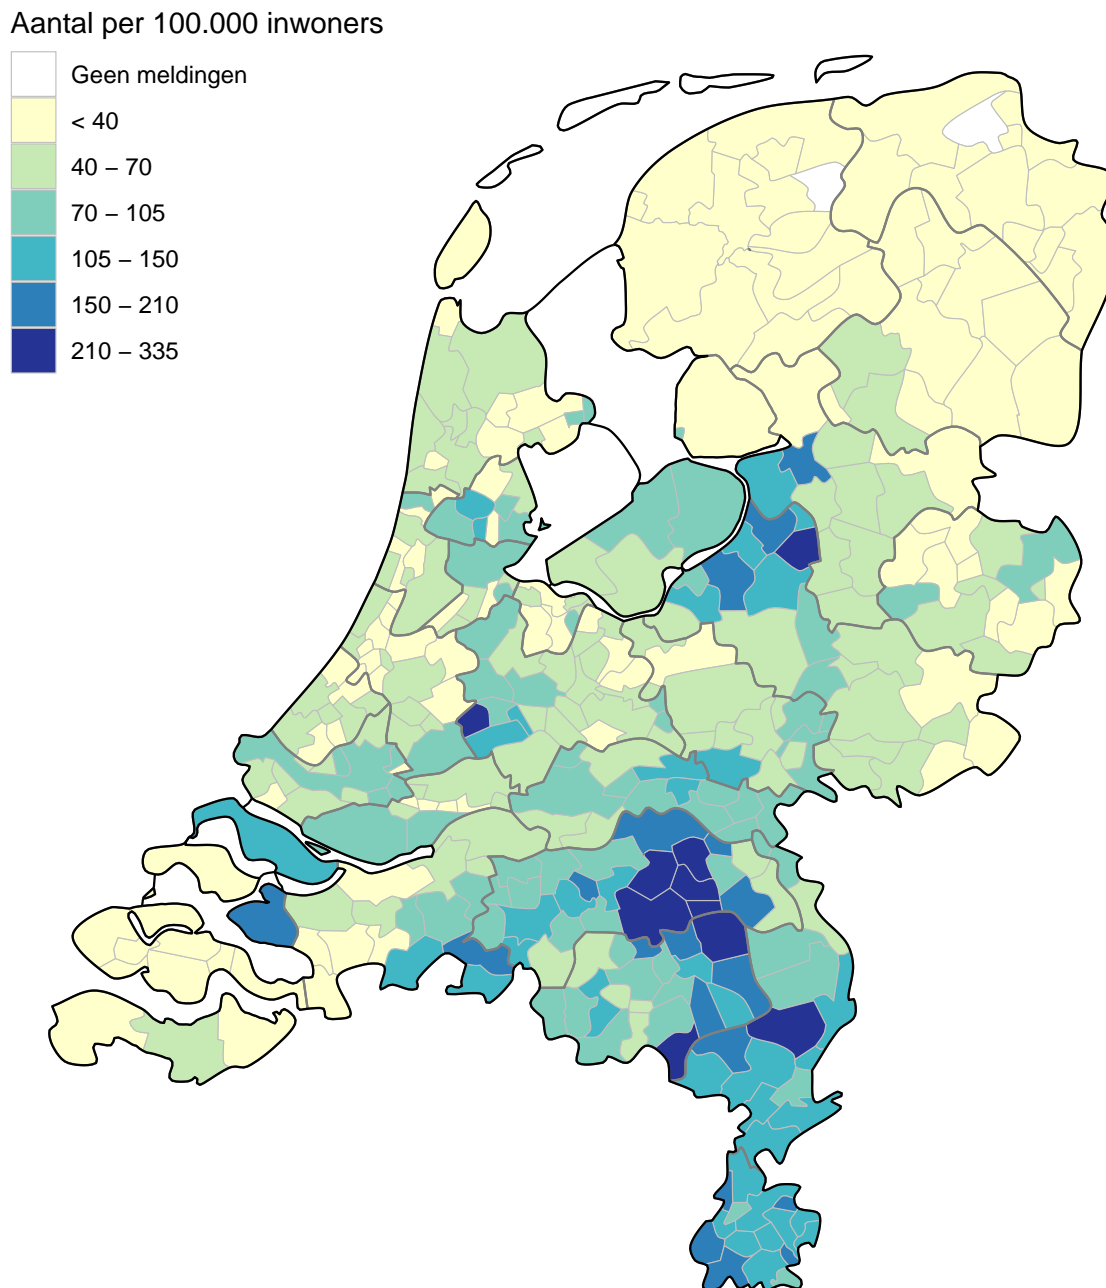 Aantal per 100.000 inwoners
Geen meldingen
< 40
40 – 70
70 – 105
105 – 150
150 – 210
210 – 335